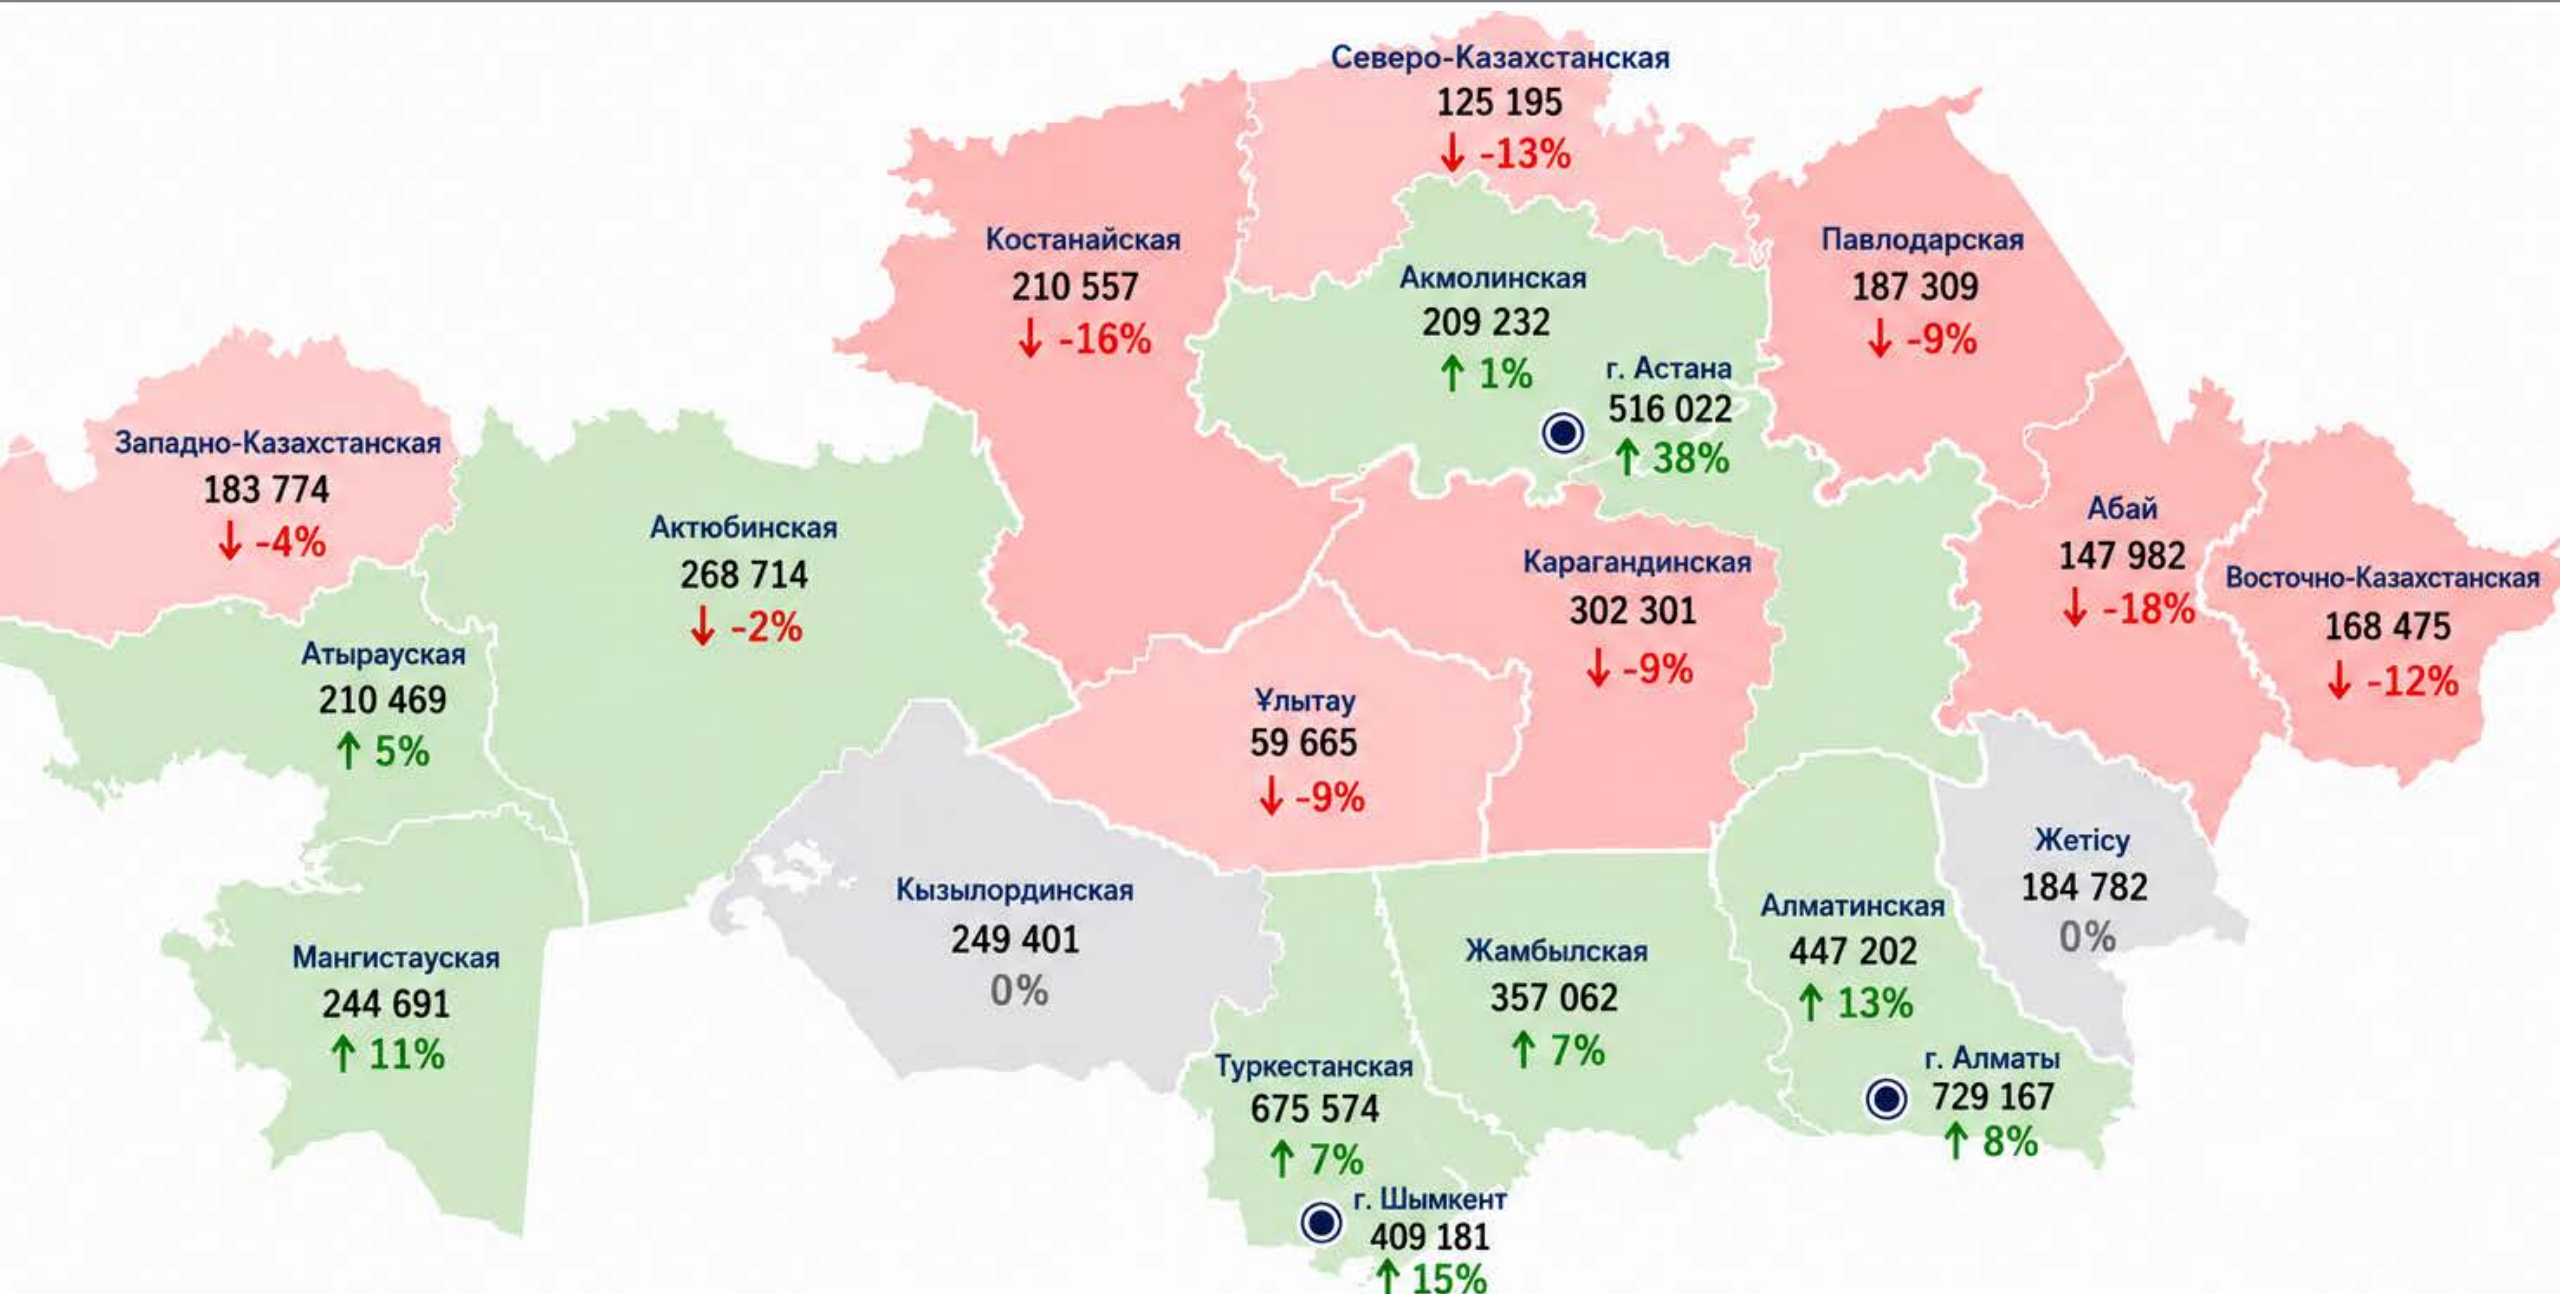 Северо-Казахстанская
125 195
↓ -13%
Костанайская
210 557
↓ -16%
Павлодарская
187 309
↓ -9%
Акмолинская
209 232
↑ 1%
г. Астана
516 022
↑ 38%
Западно-Казахстанская
183 774
↓ -4%
Актюбинская
268 714
↓ -2%
Абай
147 982
↓ -18%
Карагандинская
302 301
↓ -9%
Восточно-Казахстанская
168 475
↓ -12%
Атырауская
210 469
↑ 5%
Ұлытау
59 665
↓ -9%
Жетісу
184 782
0%
Кызылординская
249 401
0%
Алматинская
447 202
↑ 13%
Мангистауская
244 691
↑ 11%
Жамбылская
357 062
↑ 7%
Туркестанская
675 574
↑ 7%
г. Алматы
729 167
↑ 8%
г. Шымкент
409 181
↑ 15%